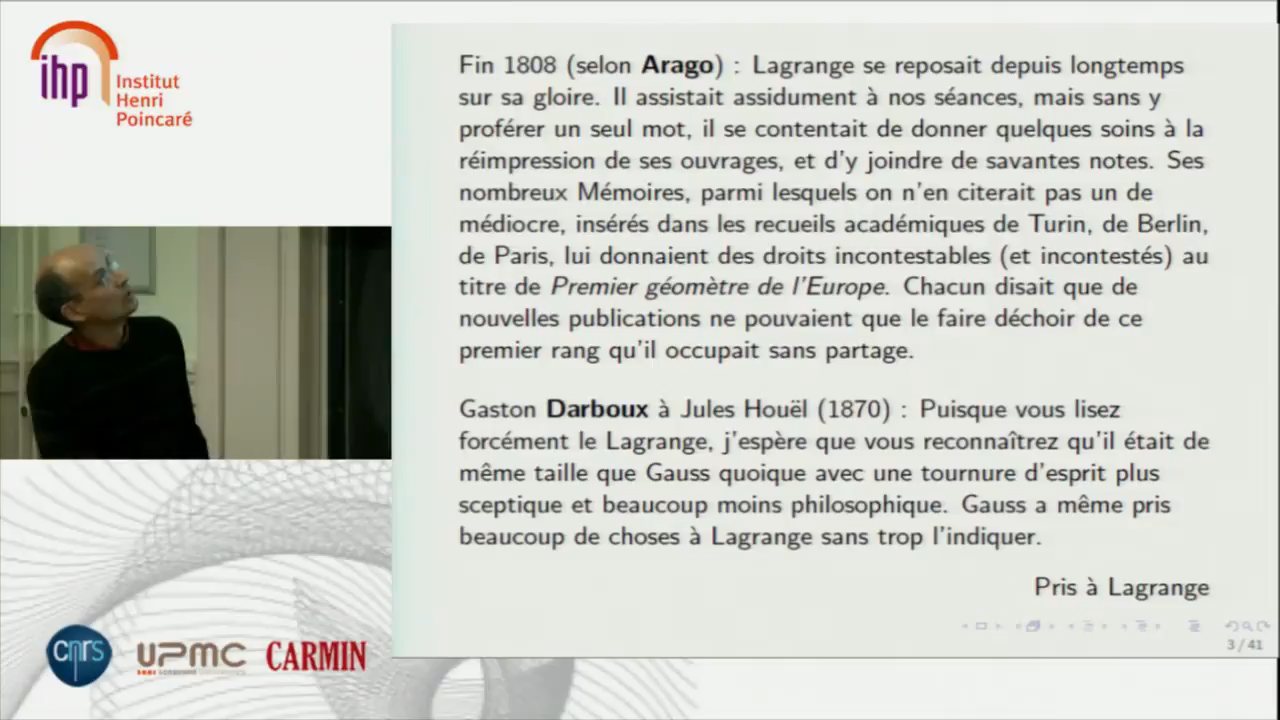 ihp Institut
Henri
Poincaré
Fin 1808 (selon Arago) : Lagrange se reposait depuis longtemps
sur sa gloire. Il assistait assidument à nos séances, mais sans y
proférer un seul mot, il se contentait de donner quelques soins à la
réimpression de ses ouvrages, et d'y joindre de savantes notes. Ses
nombreux Mémoires, parmi lesquels on n'en citerait pas un de
médiocre, insérés dans les recueils académiques de Turin, de Berlin,
de Paris, lui donnaient des droits incontestables (et incontestés) au
titre de Premier géomètre de l'Europe. Chacun disait que de
nouvelles publications ne pouvaient que le faire déchoir de ce
premier rang qu'il occupait sans partage.
Gaston Darboux à Jules Houël (1870) : Puisque vous lisez
forcément le Lagrange, j'espère que vous reconnaîtrez qu'il était de
même taille que Gauss quoique avec une tournure d'esprit plus
sceptique et beaucoup moins philosophique. Gauss a même pris
beaucoup de choses à Lagrange sans trop l'indiquer.
Pris à Lagrange
3 / 41
cnrs UPMC CARMIN